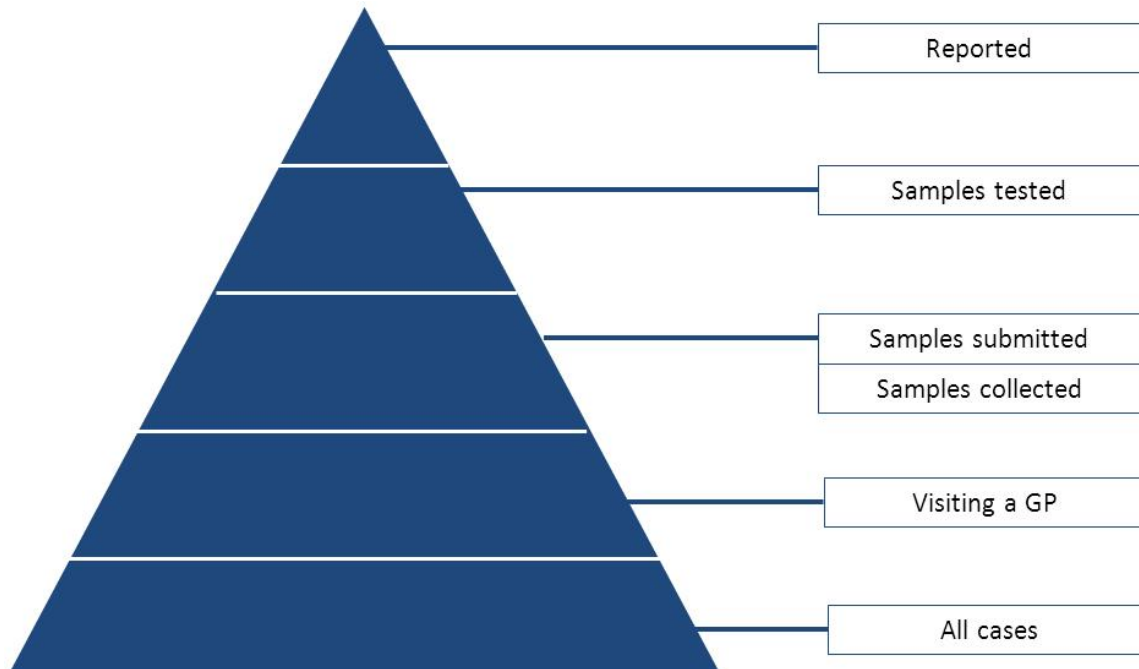 Reported
Samples tested
Samples submitted
Samples collected
Visiting a GP
All cases